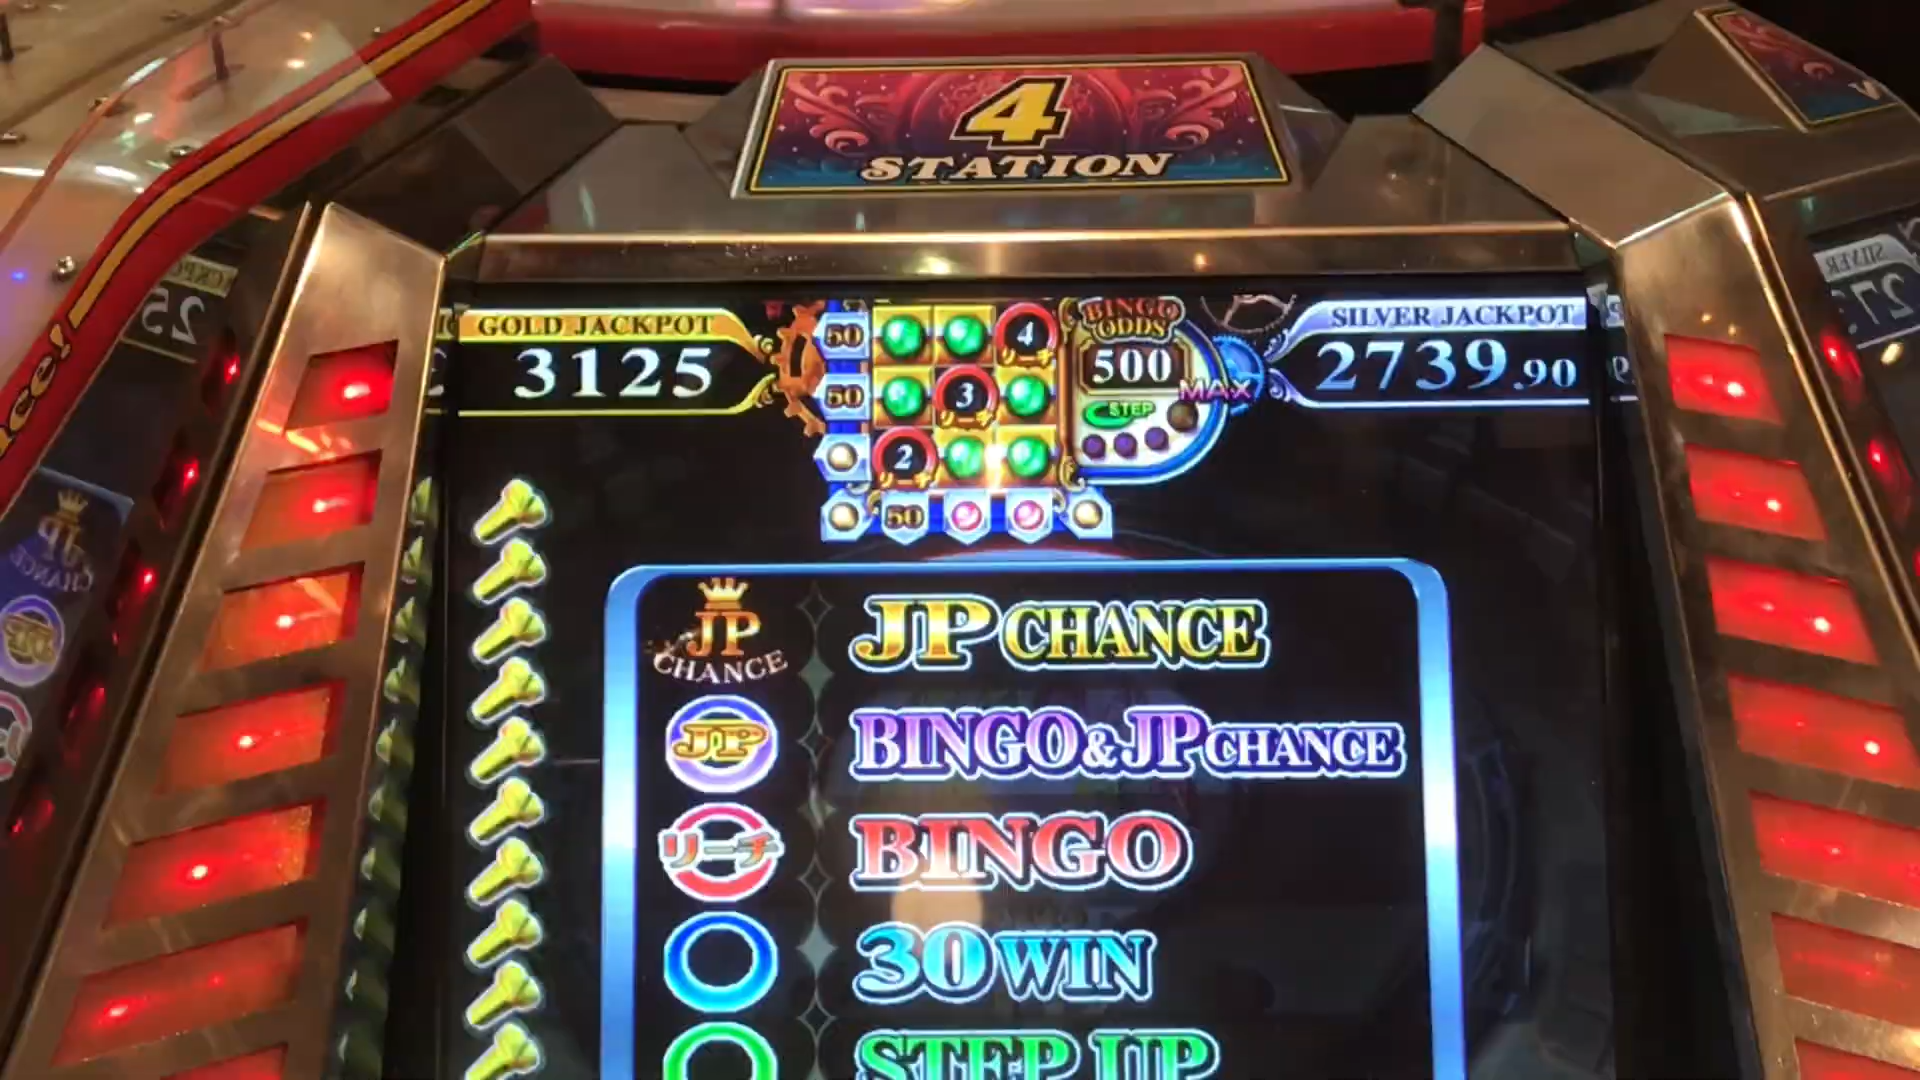 4
STATION
GOLD JACKPOT
3125
50
50
50
4
リーチ
3
リーチ
2
リーチ
BINGO
ODDS
500
STEP
MAX
SILVER JACKPOT
2739.90
JP
CHANCE
JP CHANCE
JP
BINGO&JP CHANCE
リーチ
BINGO
30 WIN
STEP UP